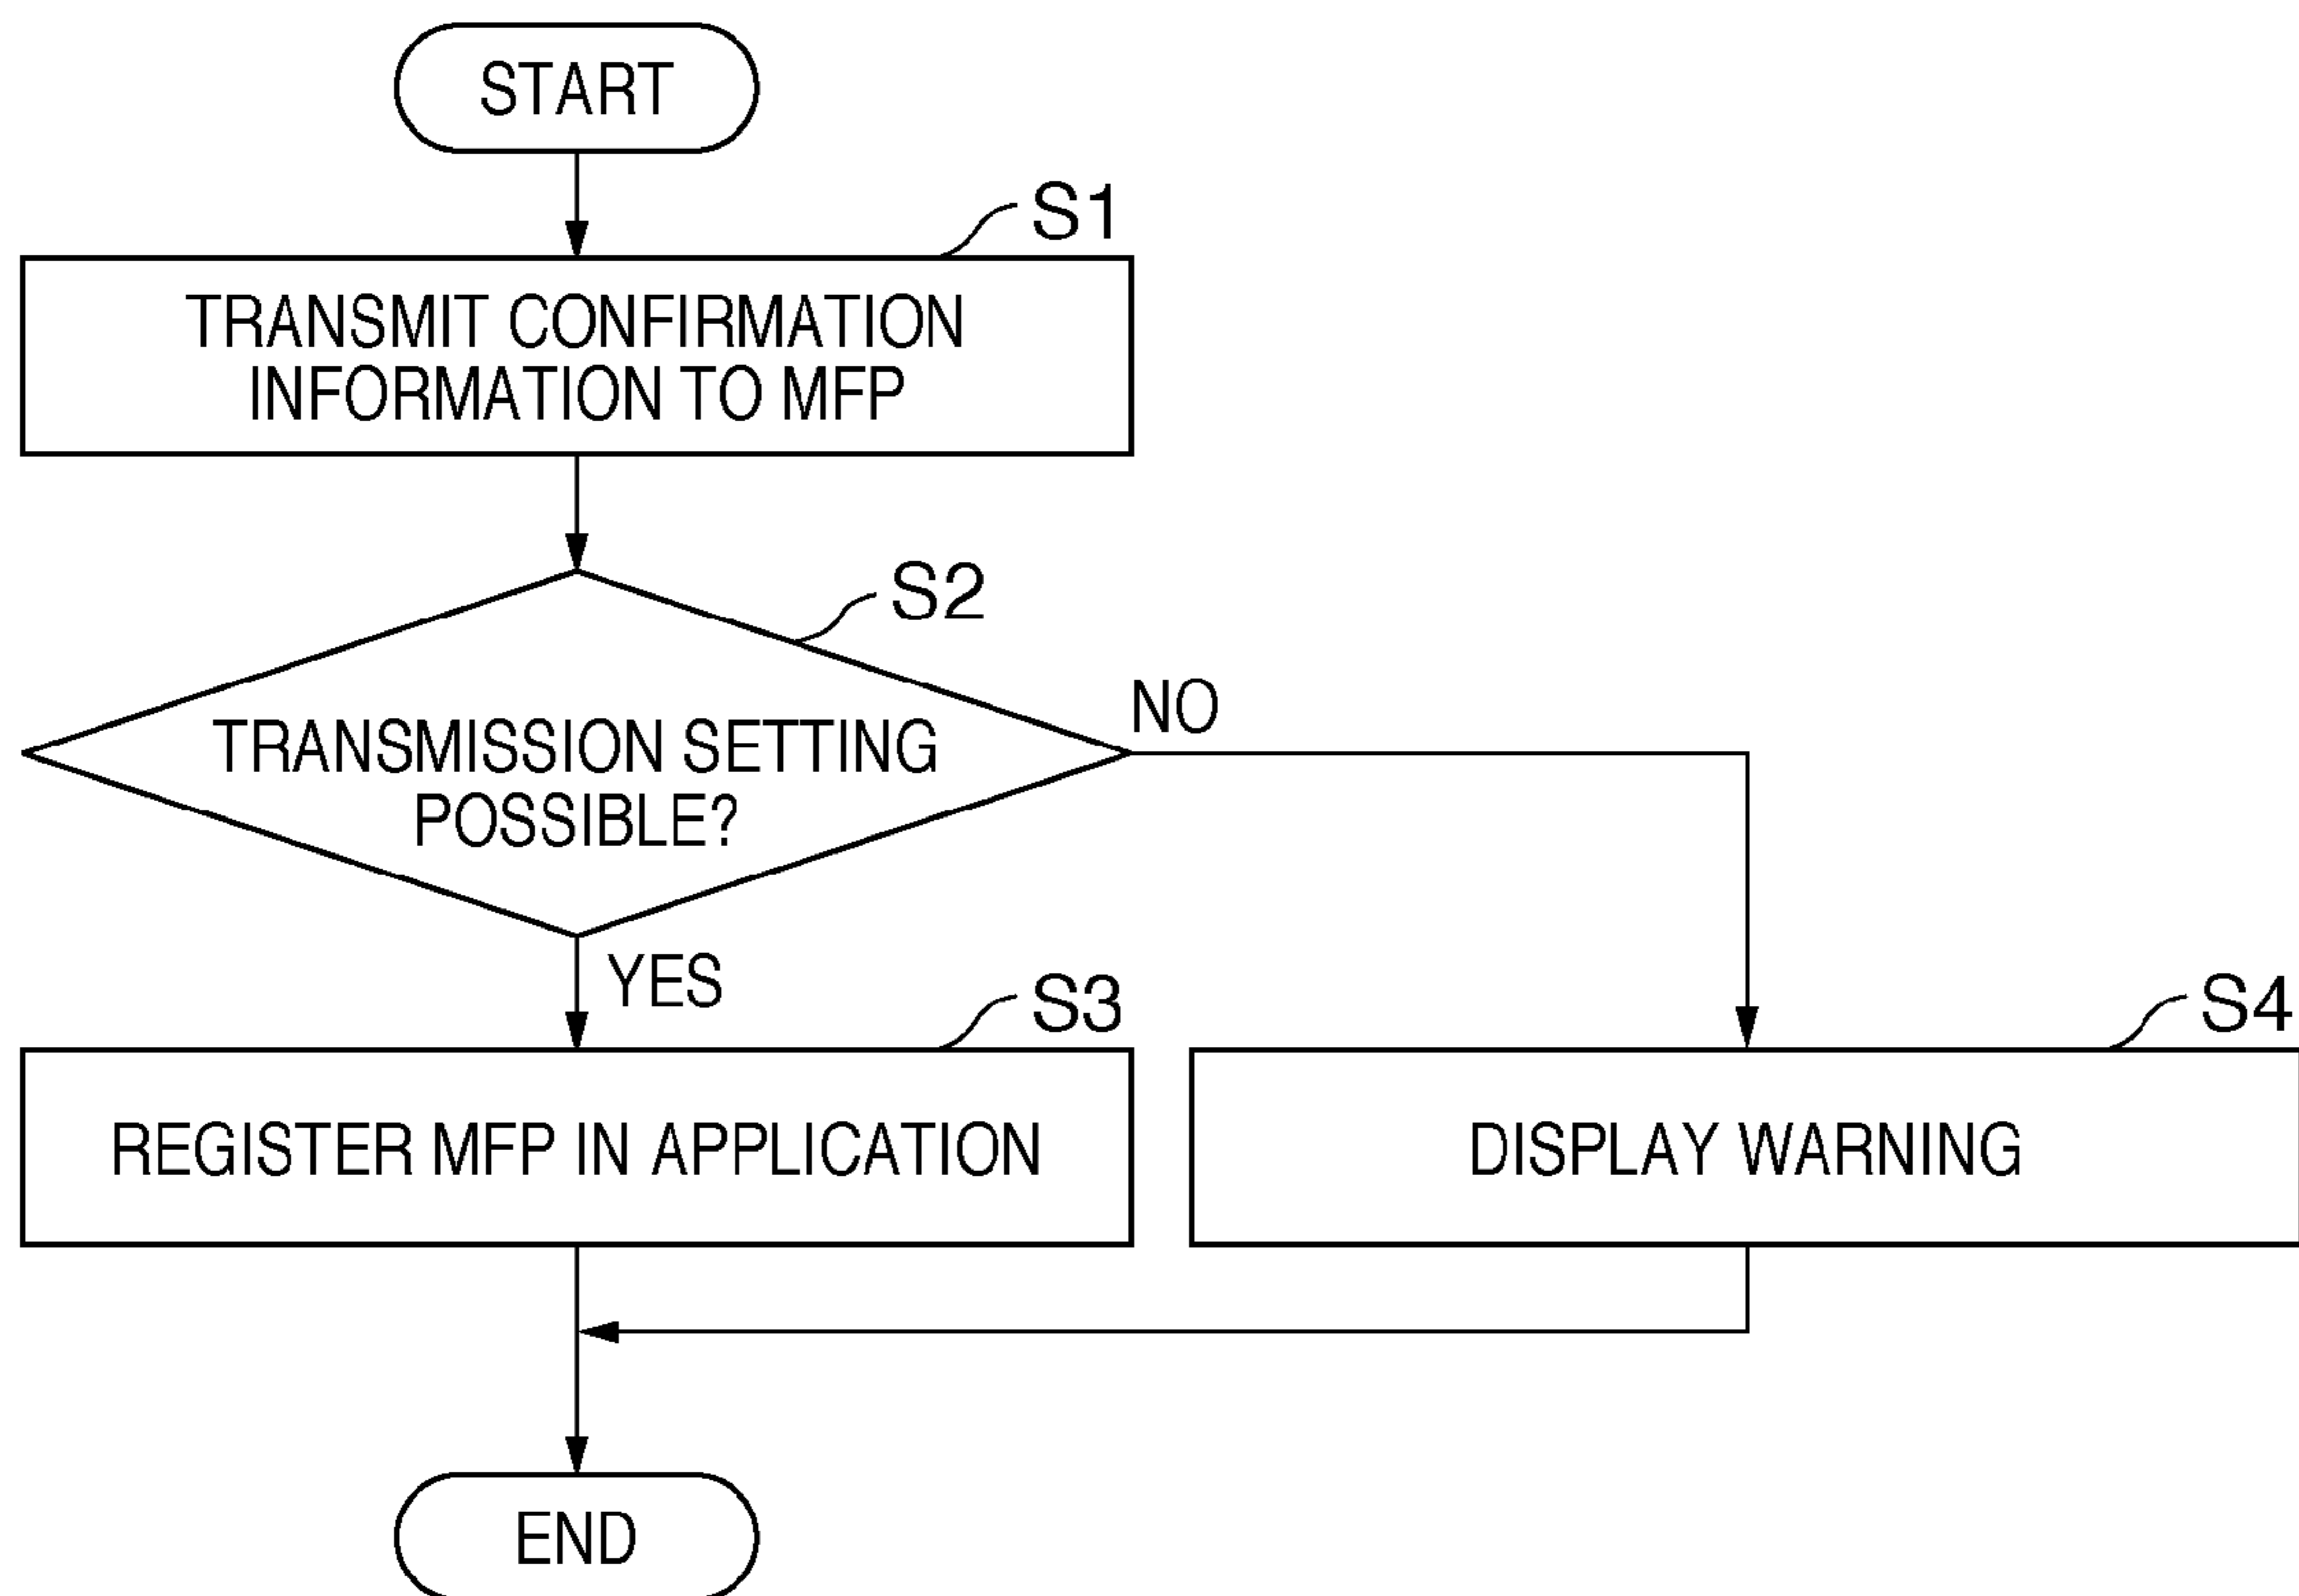 START
S1
TRANSMIT CONFIRMATION
INFORMATION TO MFP
S2
TRANSMISSION SETTING
POSSIBLE?
NO
YES
S3
REGISTER MFP IN APPLICATION
S4
DISPLAY WARNING
END